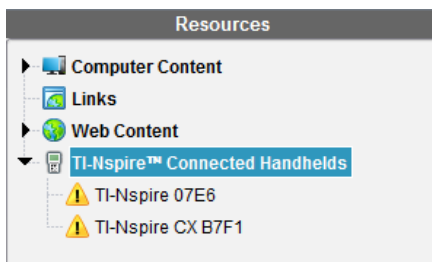 Resources
Computer Content
Links
Web Content
TI-Nspire™ Connected Handhelds
TI-Nspire 07E6
TI-Nspire CX B7F1